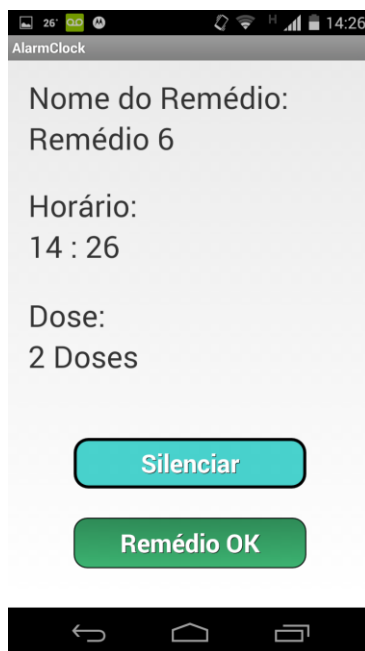 26° H 14:26
AlarmClock
Nome do Remédio:
Remédio 6
Horário:
14 : 26
Dose:
2 Doses
Silenciar
Remédio OK